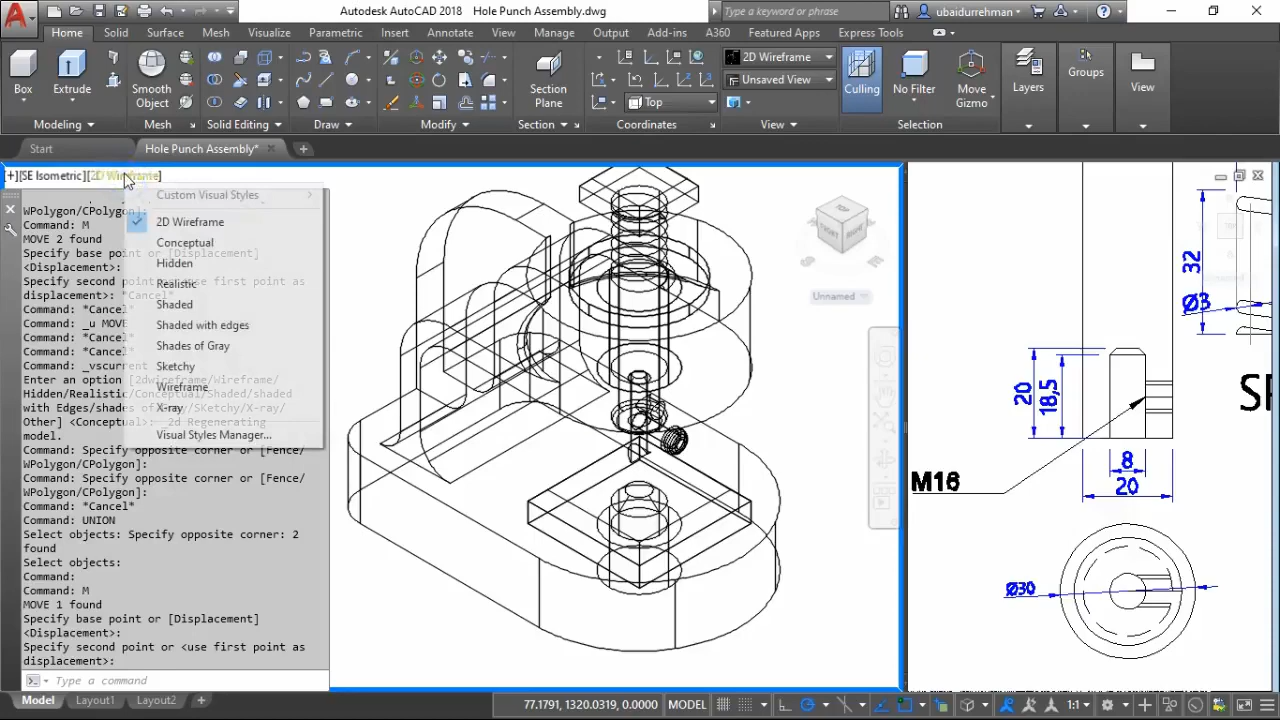 Autodesk AutoCAD 2018 Hole Punch Assembly.dwg
Type a keyword or phrase
ubaidurrehman
Home Solid Surface Mesh Visualize Parametric Insert Annotate View Manage Output Add-ins A360 Featured Apps Express Tools
2D Wireframe
Unsaved View
Top
Box Extrude Smooth Object Section Plane Culling No Filter Move Gizmo Layers Groups View
Modeling Mesh Solid Editing Draw Modify Section Coordinates View Selection
Start Hole Punch Assembly*
[+][SE Isometric][2D Wireframe]
Custom Visual Styles
2D Wireframe
Conceptual
Hidden
Realistic
Shaded
Shaded with edges
Shades of Gray
Sketchy
Wireframe
X-ray
Visual Styles Manager...
WPolygon/CPolygon]:
Command: M
MOVE 2 found
Specify base point or [Displacement]
<Displacement>:
Specify second point or <use first point as
displacement>: *Cancel*
Command: *Cancel*
Command: _u MOVE
Command: *Cancel*
Command: *Cancel*
Command: _vscurrent
Enter an option [2dwireframe/Wireframe/
Hidden/Realistic/Conceptual/Shaded/shaded
with Edges/shades of Gray/SKetchy/X-ray/
Other] <Conceptual>: _2d Regenerating
model.
Command: Specify opposite corner or [Fence/
WPolygon/CPolygon]:
Command: Specify opposite corner or [Fence/
WPolygon/CPolygon]:
Command: *Cancel*
Command: UNION
Select objects: Specify opposite corner: 2
found
Select objects:
Command:
Command: M
MOVE 1 found
Specify base point or [Displacement]
<Displacement>:
Specify second point or <use first point as
displacement>:
Type a command
TOP
FRONT
RIGHT
S
E
Unnamed
TOP
32
Ø3
20
18,5
8
20
M16
SP
Ø30
Model Layout1 Layout2 +
77.1791, 1320.0319, 0.0000 MODEL 1:1